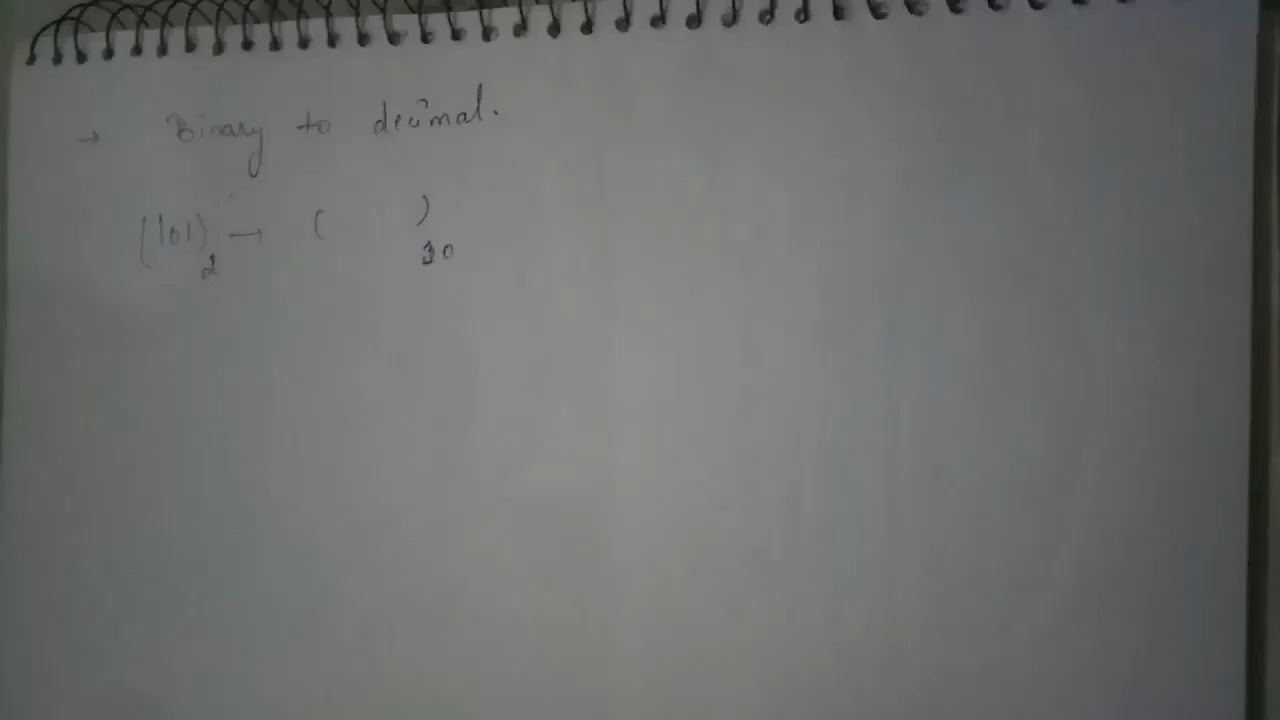 → Binary to decimal.
(101)₂ → (      )₁₀